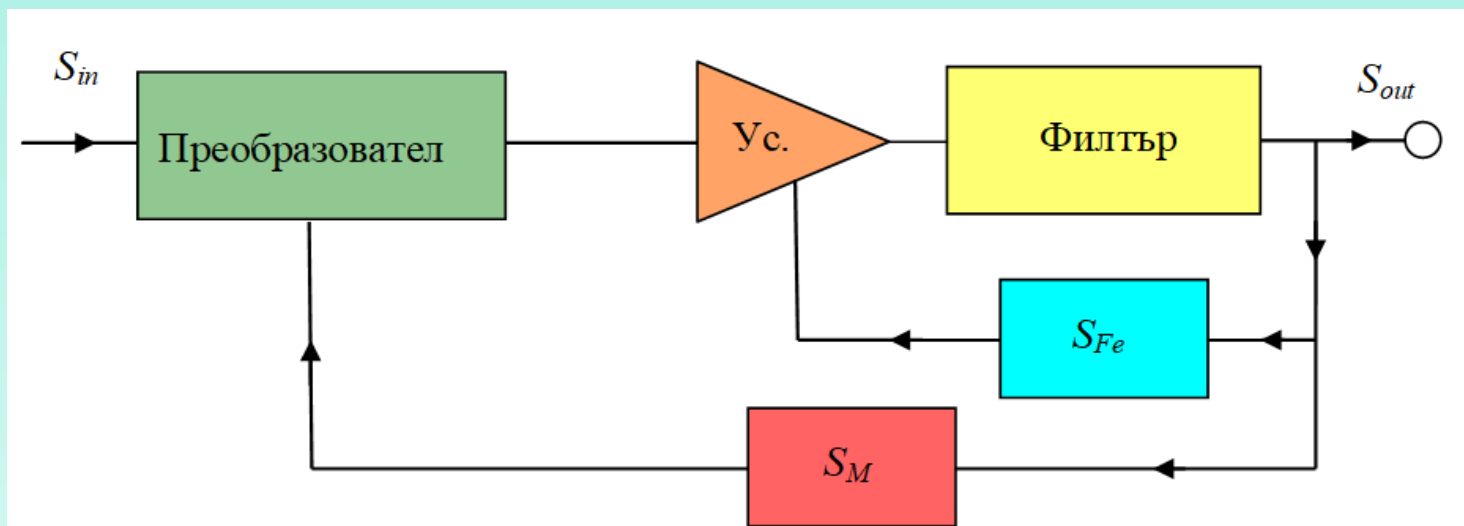 S_in
Преобразовател
Ус.
Филтър
S_out
S_Fe
S_M